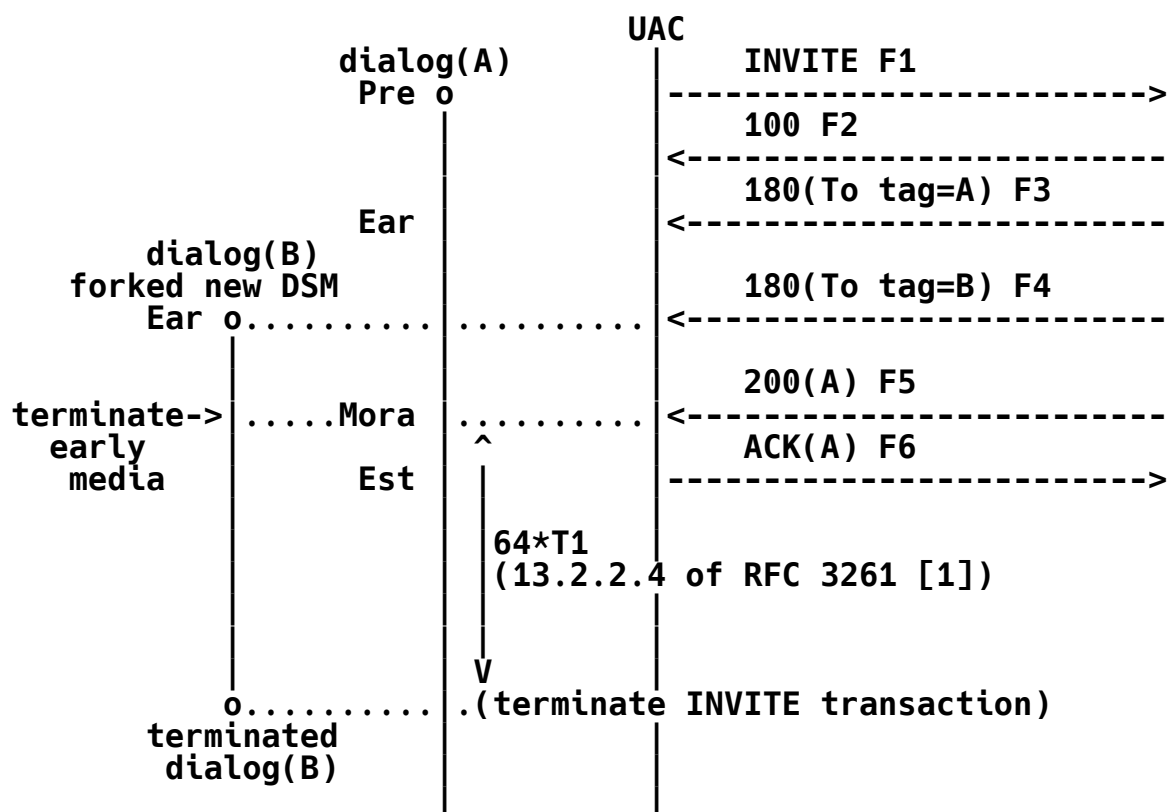 UAC
dialog(A) INVITE F1
Pre o ------------------------->
100 F2
<--------------------------
180(To tag=A) F3
Ear <--------------------------
dialog(B)
forked new DSM 180(To tag=B) F4
Ear o..........|..........|<--------------------------
200(A) F5
terminate->|.....Mora |..........|<--------------------------
early ^ ACK(A) F6
media Est | |------------------------->
64*T1
(13.2.2.4 of RFC 3261 [1])
V
o............(terminate INVITE transaction)
terminated
dialog(B)